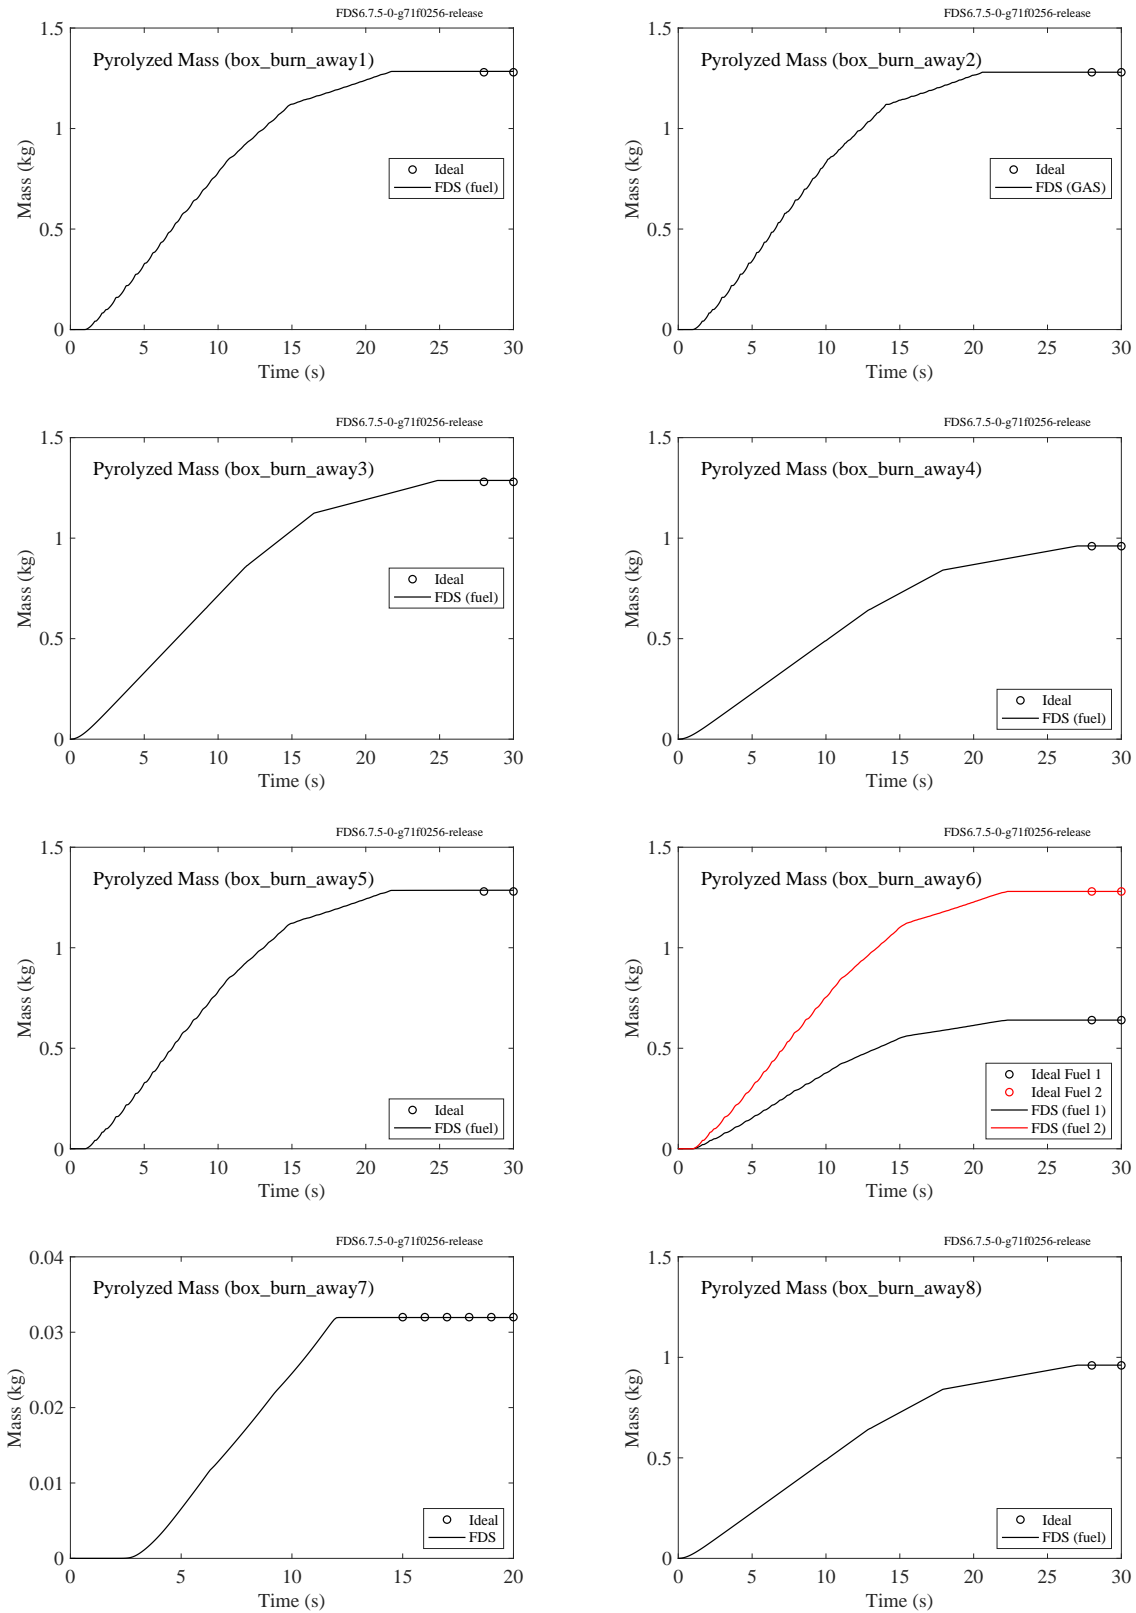 FDS6.7.5-0-g71f0256-release
Pyrolyzed Mass (box_burn_away1)
Mass (kg)
1.5
1
0.5
0
Ideal
FDS (fuel)
0 5 10 15 20 25 30
Time (s)
FDS6.7.5-0-g71f0256-release
Pyrolyzed Mass (box_burn_away2)
Mass (kg)
1.5
1
0.5
0
Ideal
FDS (GAS)
0 5 10 15 20 25 30
Time (s)
FDS6.7.5-0-g71f0256-release
Pyrolyzed Mass (box_burn_away3)
Mass (kg)
1.5
1
0.5
0
Ideal
FDS (fuel)
0 5 10 15 20 25 30
Time (s)
FDS6.7.5-0-g71f0256-release
Pyrolyzed Mass (box_burn_away4)
Mass (kg)
1.5
1
0.5
0
Ideal
FDS (fuel)
0 5 10 15 20 25 30
Time (s)
FDS6.7.5-0-g71f0256-release
Pyrolyzed Mass (box_burn_away5)
Mass (kg)
1.5
1
0.5
0
Ideal
FDS (fuel)
0 5 10 15 20 25 30
Time (s)
FDS6.7.5-0-g71f0256-release
Pyrolyzed Mass (box_burn_away6)
Mass (kg)
1.5
1
0.5
0
Ideal Fuel 1
Ideal Fuel 2
FDS (fuel 1)
FDS (fuel 2)
0 5 10 15 20 25 30
Time (s)
FDS6.7.5-0-g71f0256-release
Pyrolyzed Mass (box_burn_away7)
Mass (kg)
0.04
0.03
0.02
0.01
0
Ideal
FDS
0 5 10 15 20
Time (s)
FDS6.7.5-0-g71f0256-release
Pyrolyzed Mass (box_burn_away8)
Mass (kg)
1.5
1
0.5
0
Ideal
FDS (fuel)
0 5 10 15 20 25 30
Time (s)